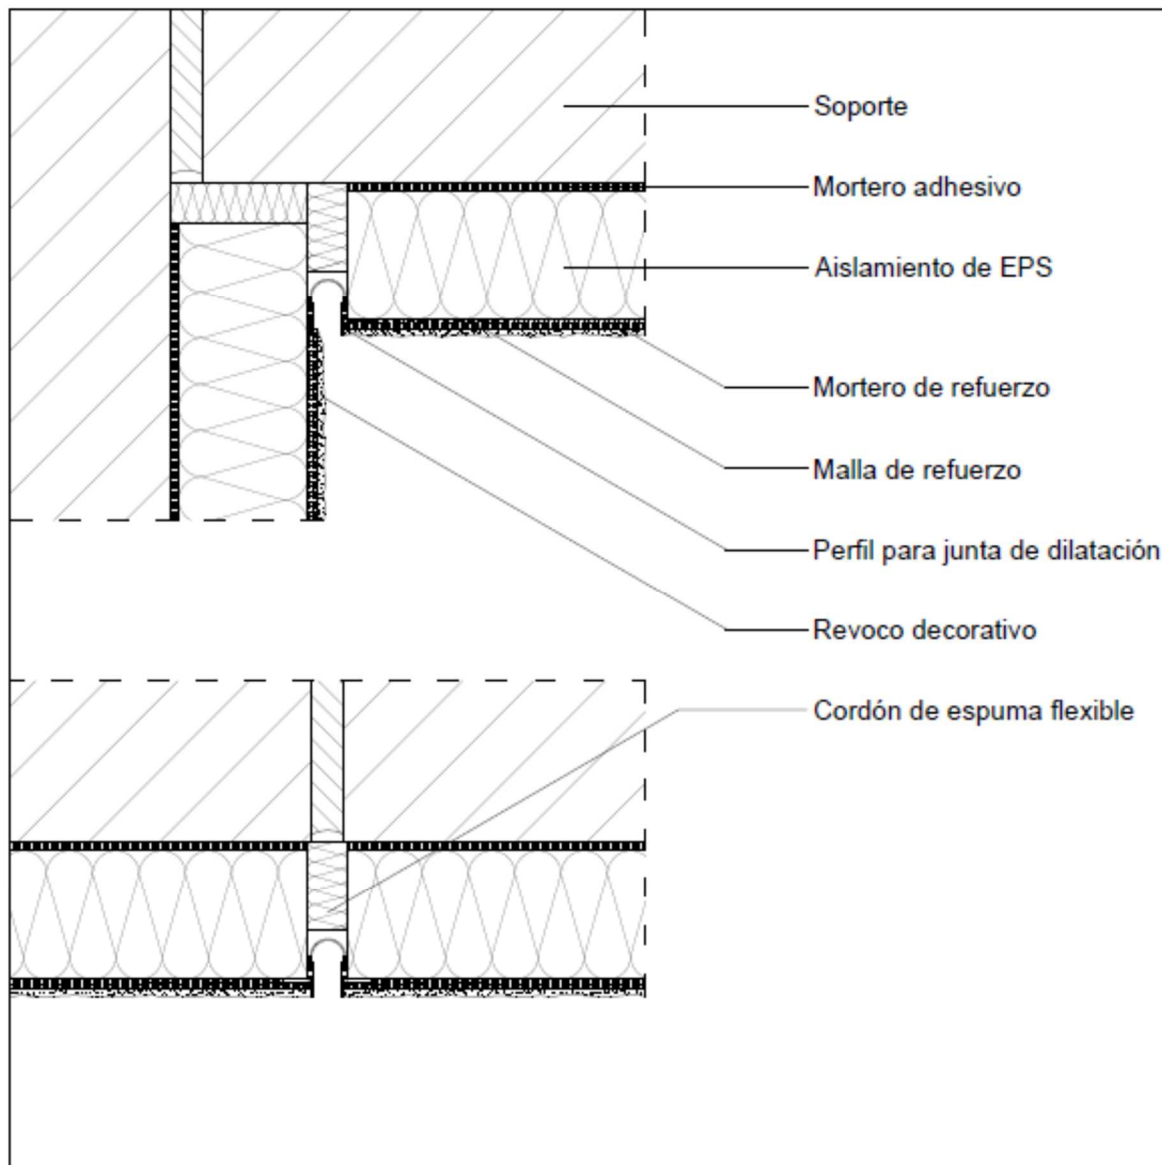 Soporte
Mortero adhesivo
Aislamiento de EPS
Mortero de refuerzo
Malla de refuerzo
Perfil para junta de dilatación
Revoco decorativo
Cordón de espuma flexible